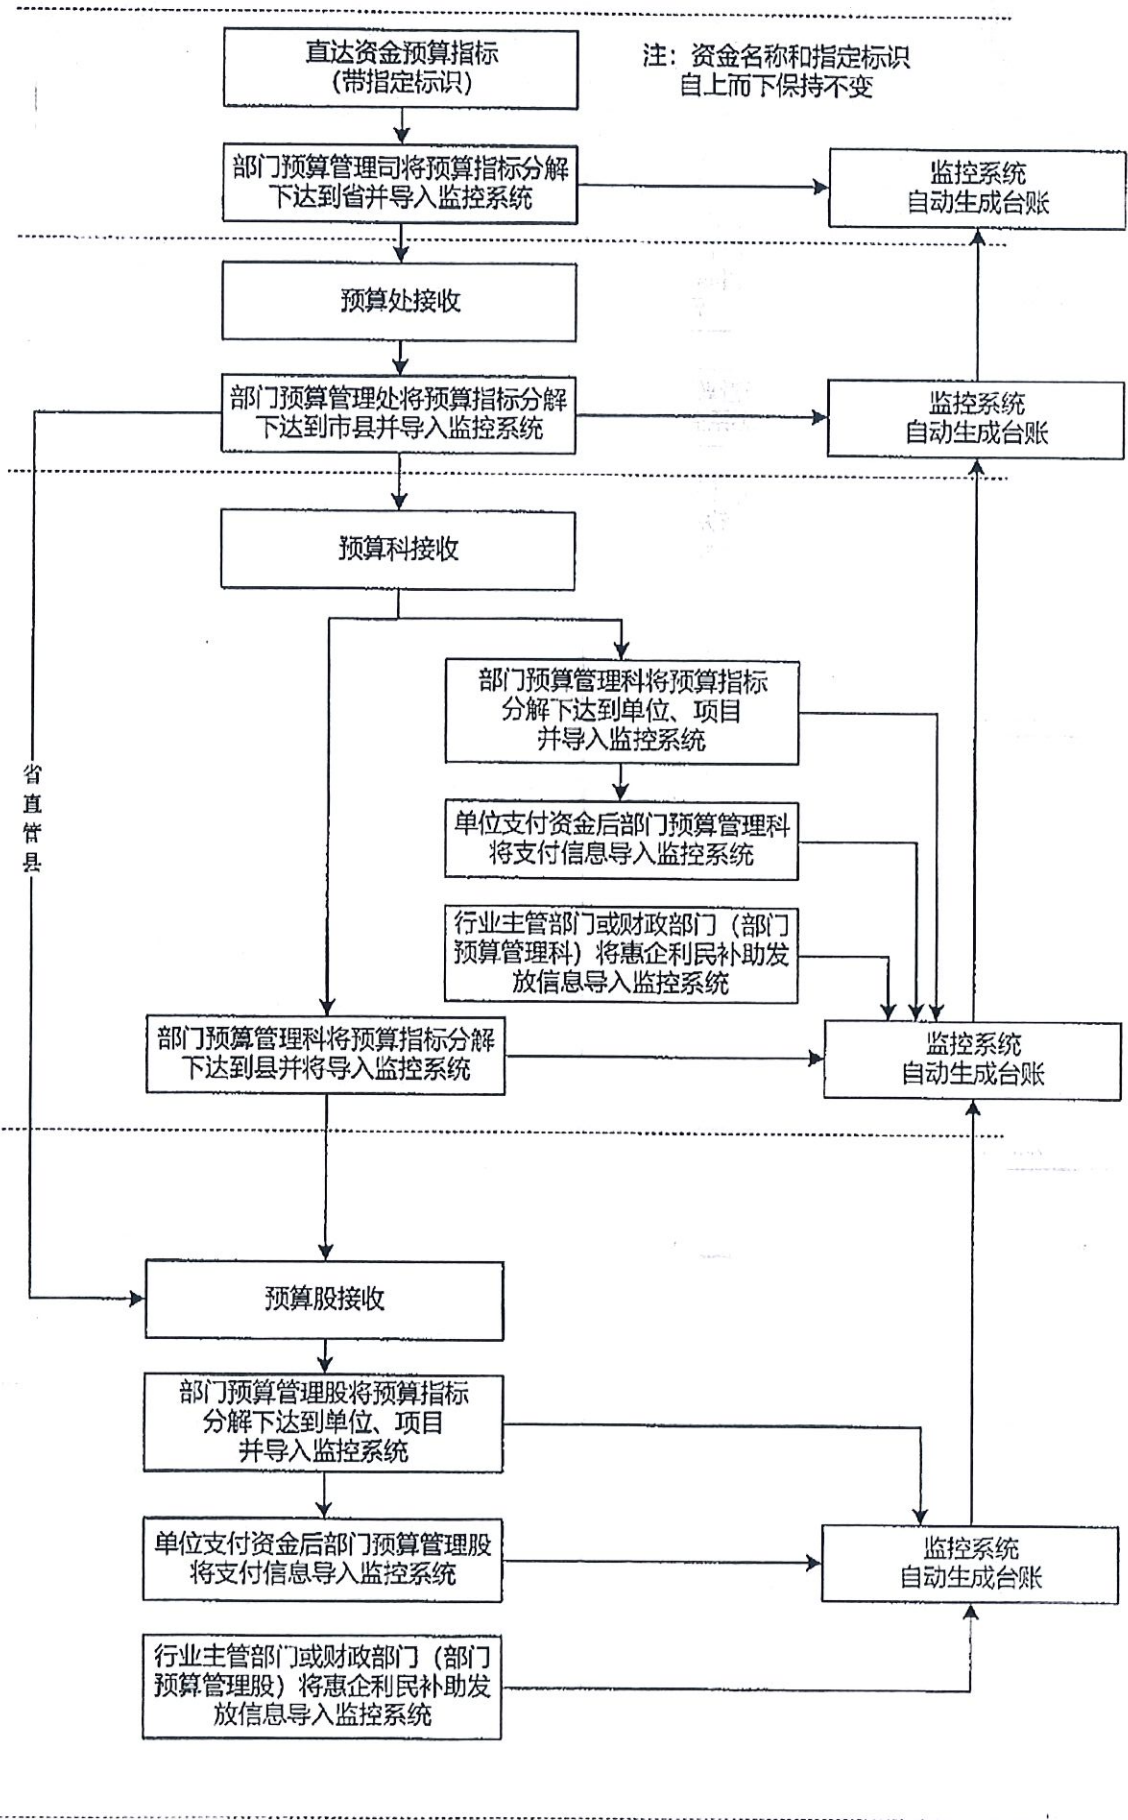 直达资金预算指标
（带指定标识）
注：资金名称和指定标识
自上而下保持不变
部门预算管理司将预算指标分解
下达到省并导入监控系统
监控系统
自动生成台账
预算处接收
部门预算管理处将预算指标分解
下达到市县并导入监控系统
监控系统
自动生成台账
预算科接收
部门预算管理科将预算指标
分解下达到单位、项目
并导入监控系统
省直管县
单位支付资金后部门预算管理科
将支付信息导入监控系统
行业主管部门或财政部门（部门
预算管理科）将惠企利民补助发
放信息导入监控系统
部门预算管理科将预算指标分解
下达到县并将导入监控系统
监控系统
自动生成台账
预算股接收
部门预算管理股将预算指标
分解下达到单位、项目
并导入监控系统
单位支付资金后部门预算管理股
将支付信息导入监控系统
监控系统
自动生成台账
行业主管部门或财政部门（部门
预算管理股）将惠企利民补助发
放信息导入监控系统